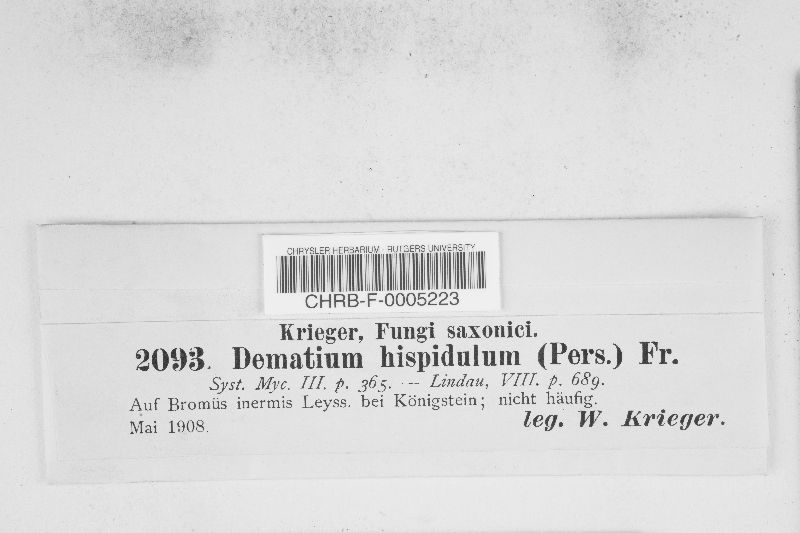 CHRYSLER HERBARIUM - RUTGERS UNIVERSITY
CHRB-F-0005223
Krieger, Fungi saxonici.
2093. Dematium hispidulum (Pers.) Fr.
Syst. Myc. III. p. 365. -- Lindau, VIII. p. 689.
Auf Bromüs inermis Leyss. bei Königstein; nicht häufig.
Mai 1908.
leg. W. Krieger.